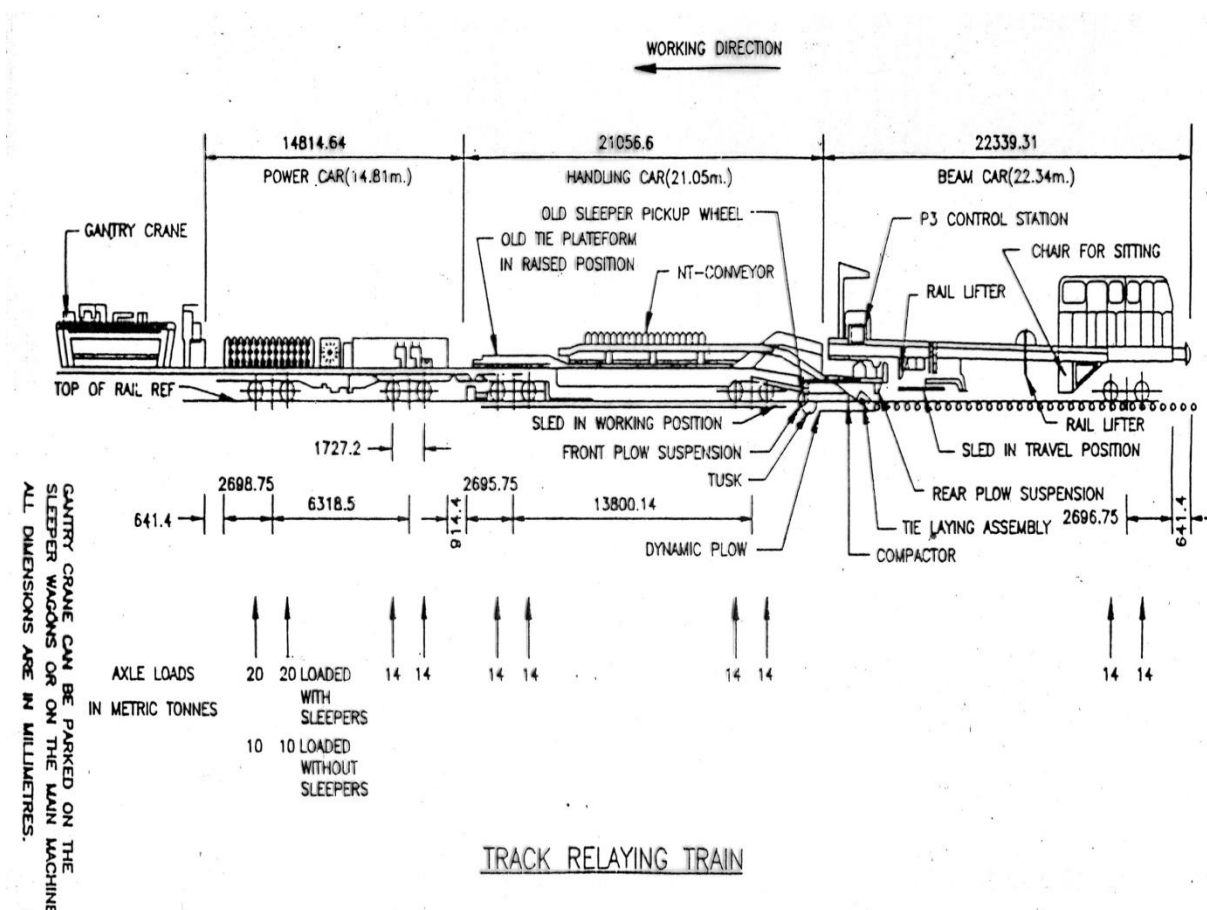 WORKING DIRECTION
14814.64
21056.6
22339.31
POWER CAR(14.81m.)
HANDLING CAR(21.05m.)
BEAM CAR(22.34m.)
OLD SLEEPER PICKUP WHEEL
P3 CONTROL STATION
GANTRY CRANE
OLD TIE PLATEFORM
IN RAISED POSITION
NT-CONVEYOR
CHAIR FOR SITTING
RAIL LIFTER
TOP OF RAIL REF
SLED IN WORKING POSITION
RAIL LIFTER
FRONT PLOW SUSPENSION
SLED IN TRAVEL POSITION
1727.2
TUSK
REAR PLOW SUSPENSION
2698.75
2695.75
641.4
6318.5
814.4
13800.14
TIE LAYING ASSEMBLY
2696.75
641.4
DYNAMIC PLOW
COMPACTOR
AXLE LOADS
IN METRIC TONNES
20 20 LOADED
WITH
SLEEPERS
14 14
14 14
14 14
14 14
10 10 LOADED
WITHOUT
SLEEPERS
GANTRY CRANE CAN BE PARKED ON THE
SLEEPER WAGONS OR ON THE MAIN MACHINE
ALL DIMENSIONS ARE IN MILLIMETRES.
TRACK RELAYING TRAIN